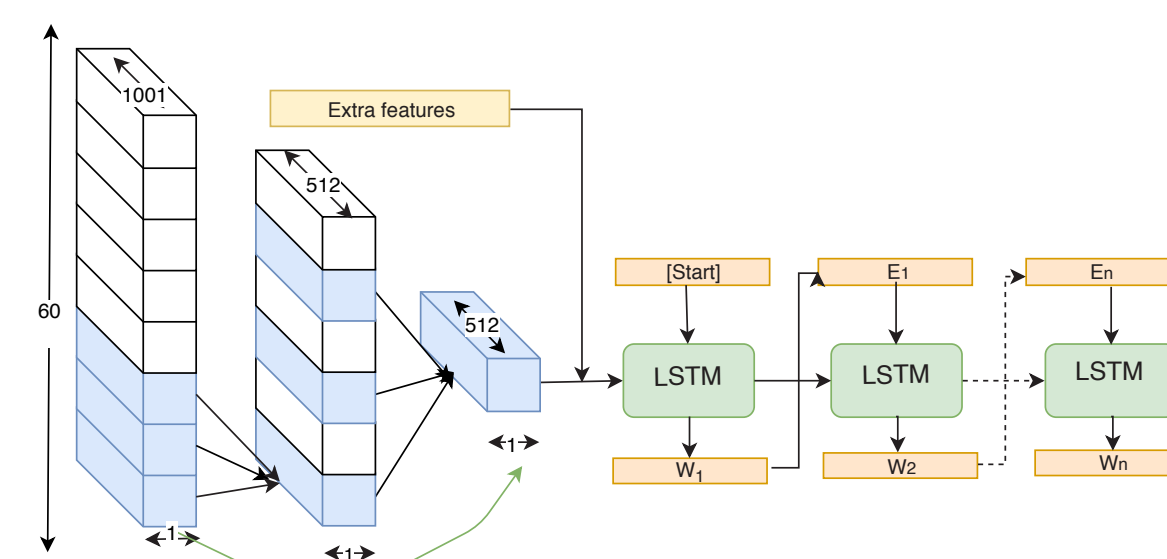 1001
Extra features
512
[Start]
E1
En
60
512
LSTM
LSTM
LSTM
1
W1
W2
Wn
1
1